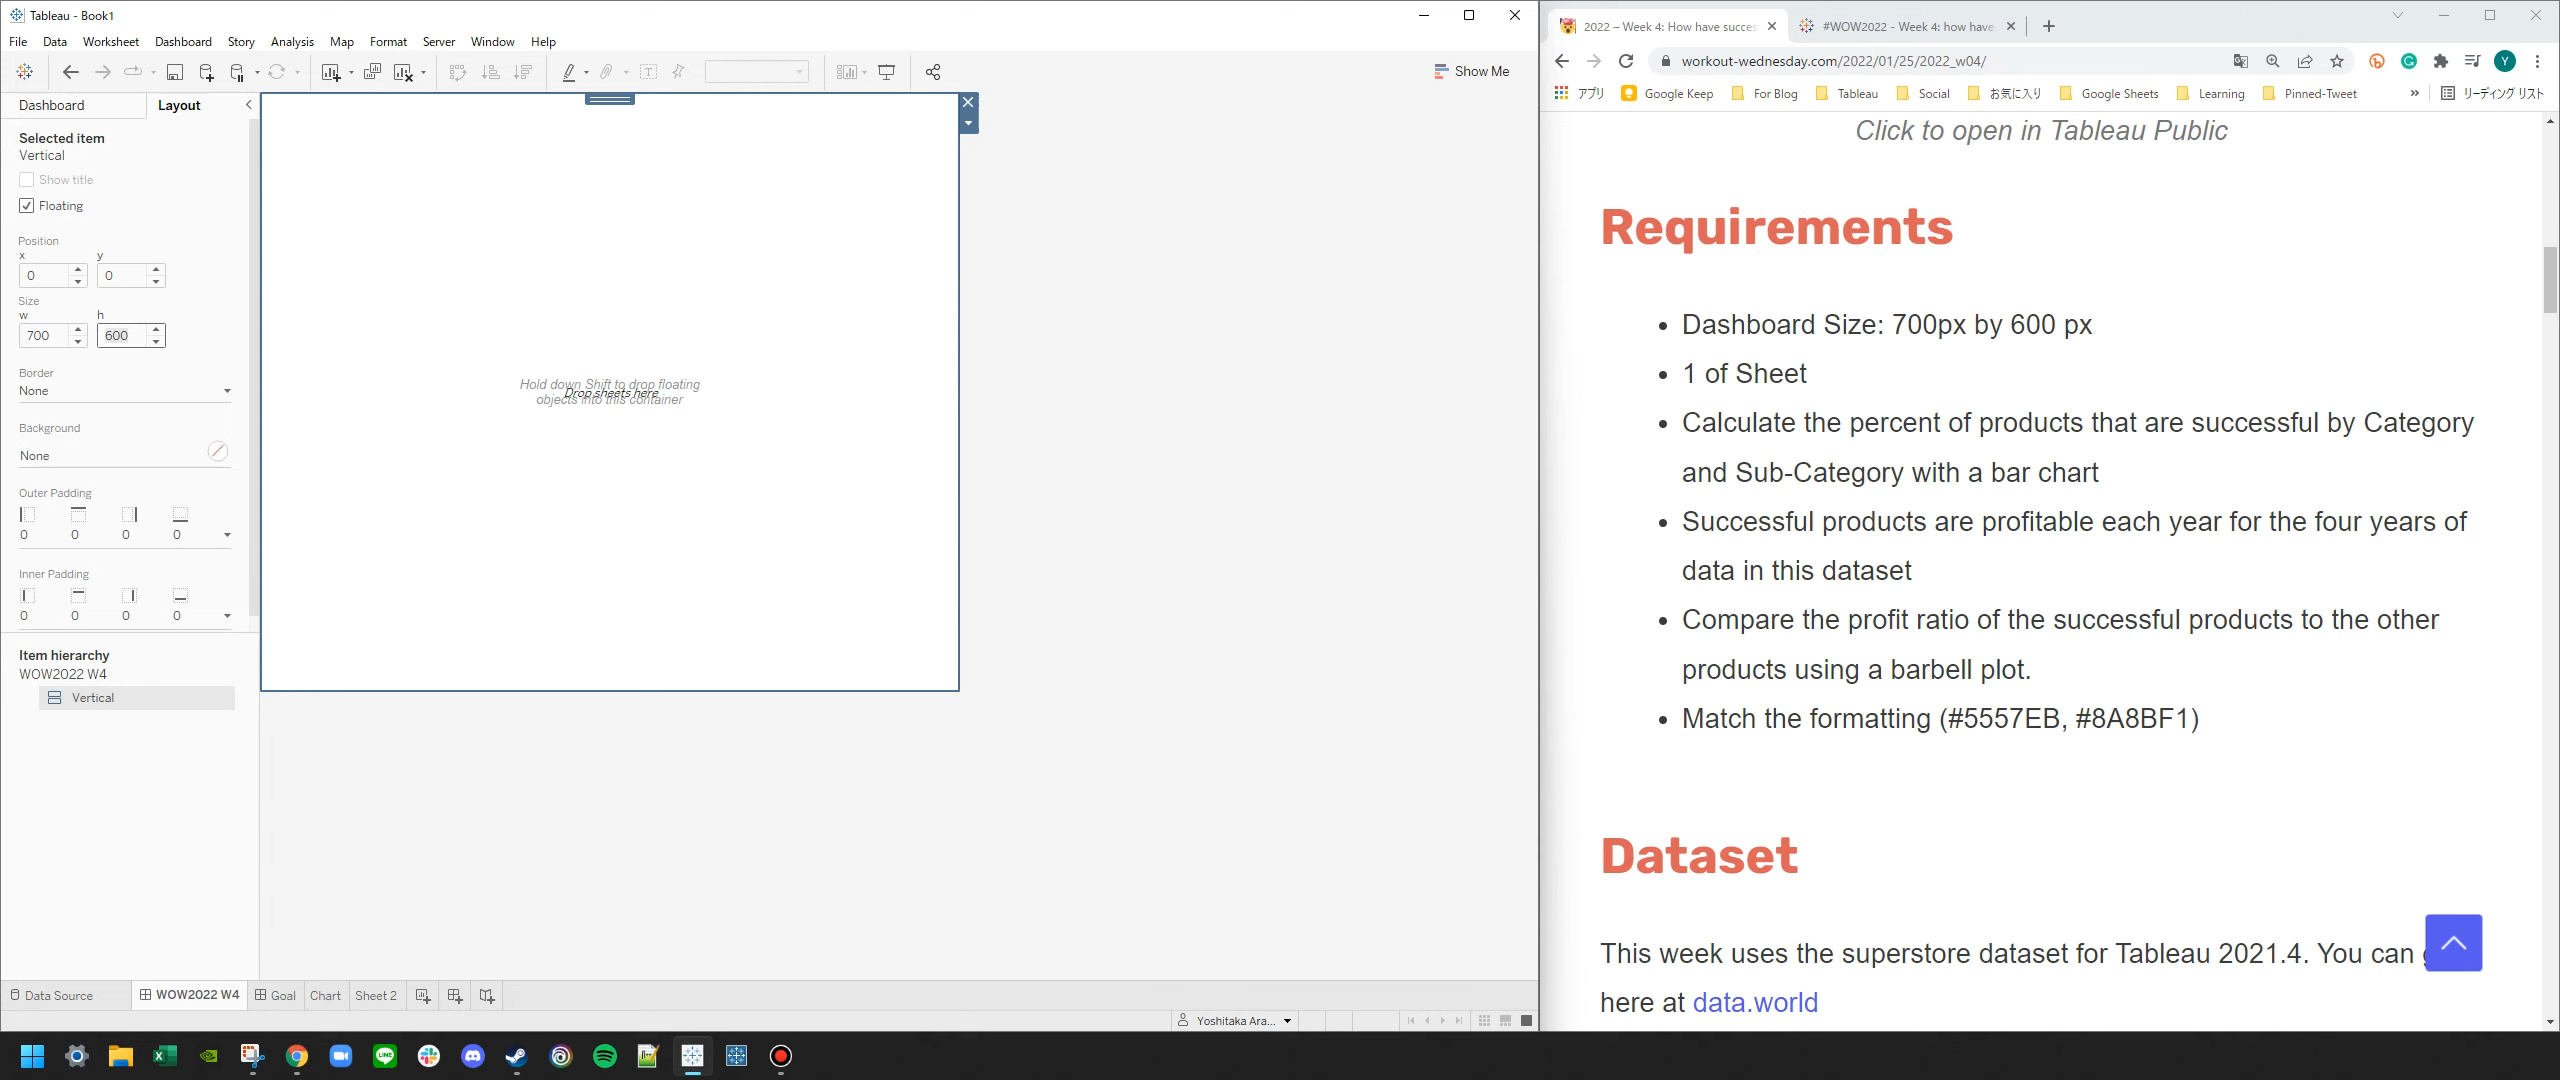 Tableau - Book1
File Data Worksheet Dashboard Story Analysis Map Format Server Window Help
Show Me
Dashboard Layout
Selected item
Vertical
Show title
Floating
Position
x y
0 0
Size
w h
700 600
Border
None
Background
None
Outer Padding
0 0 0 0
Inner Padding
0 0 0 0
Item hierarchy
WOW2022 W4
Vertical
Hold down Shift to drop floating
Drop sheets here
objects into this container
Data Source WOW2022 W4 Goal Chart Sheet 2
Yoshitaka Ara...
2022 – Week 4: How have succes
#WOW2022 - Week 4: how have
workout-wednesday.com/2022/01/25/2022_w04/
Y
アプリ Google Keep For Blog Tableau Social お気に入り Google Sheets Learning Pinned-Tweet » リーディング リスト
Click to open in Tableau Public
Requirements
• Dashboard Size: 700px by 600 px
• 1 of Sheet
• Calculate the percent of products that are successful by Category
and Sub-Category with a bar chart
• Successful products are profitable each year for the four years of
data in this dataset
• Compare the profit ratio of the successful products to the other
products using a barbell plot.
• Match the formatting (#5557EB, #8A8BF1)
Dataset
This week uses the superstore dataset for Tableau 2021.4. You can
here at data.world